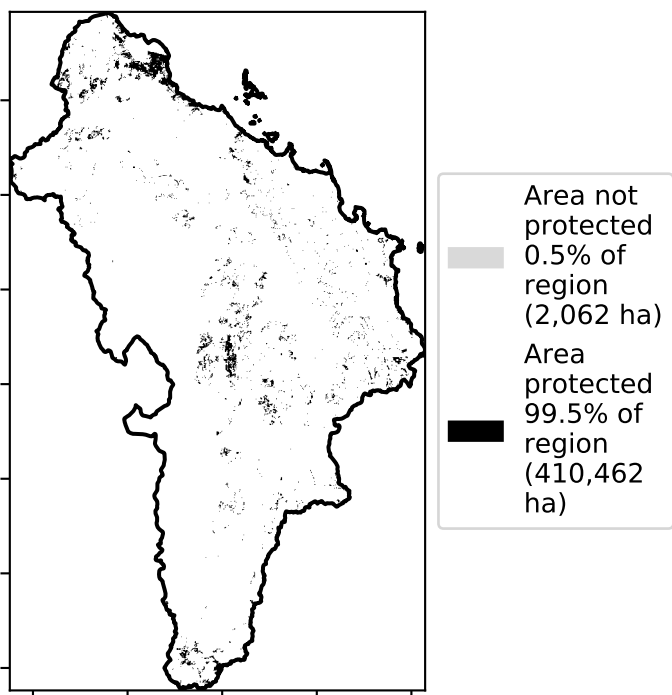 Area not
protected
0.5% of
region
(2,062 ha)
Area
protected
99.5% of
region
(410,462
ha)